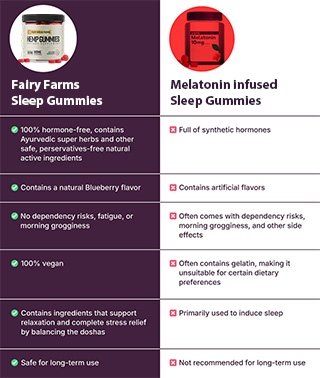 HEMP GUMMIES
Melatonin
10mg
Fairy Farms
Sleep Gummies
Melatonin infused
Sleep Gummies
100% hormone-free, contains
Ayurvedic super herbs and other
safe, perservatives-free natural
active ingredients
Full of synthetic hormones
Contains a natural Blueberry flavor
Contains artificial flavors
No dependency risks, fatigue, or
morning grogginess
Often comes with dependency risks,
morning grogginess, and other side
effects
100% vegan
Often contains gelatin, making it
unsuitable for certain dietary
preferences
Contains ingredients that support
relaxation and complete stress relief
by balancing the doshas
Primarily used to induce sleep
Safe for long-term use
Not recommended for long-term use